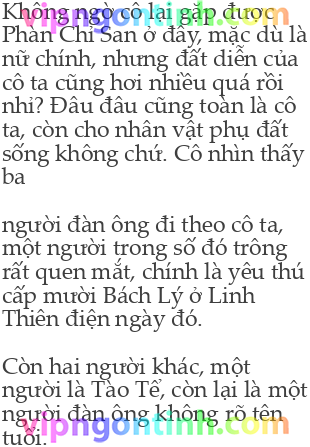 vipngontinh.com
Không ngờ cô lại gặp được
Phàn Chỉ San ở đây, mặc dù là
nữ chính, nhưng đất diễn của
cô ta cũng hơi nhiều quá rồi
nhỉ? Đâu đâu cũng toàn là cô
ta, còn cho nhân vật phụ đất
sống không chứ. Cô nhìn thấy
ba
người đàn ông đi theo cô ta,
một người trong số đó trông
rất quen mắt, chính là yêu thú
cấp mười Bách Lý ở Linh
Thiên điện ngày đó.
Còn hai người khác, một
người là Tào Tể, còn lại là một
người đàn ông không rõ tên
tuổi.
vipngontinh.com